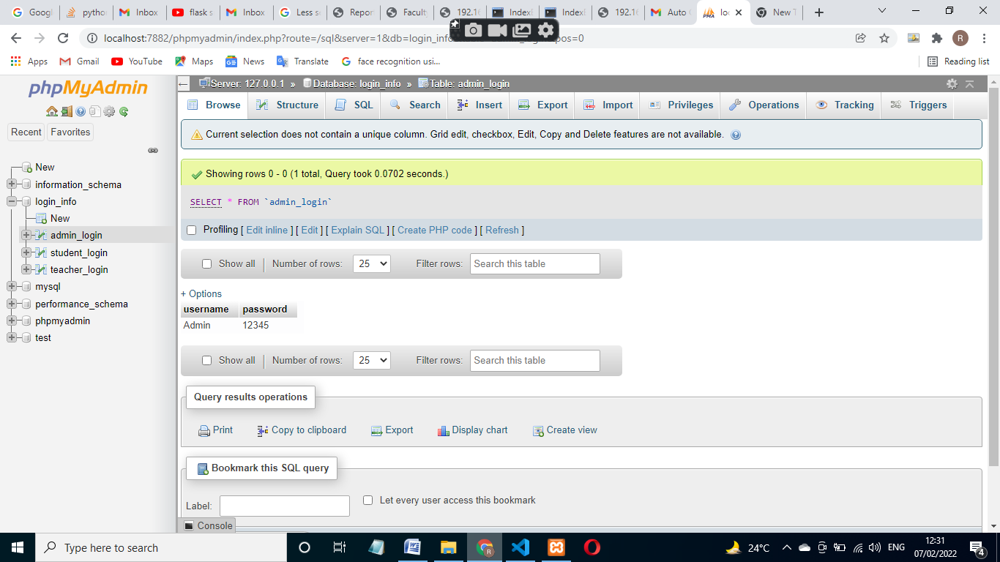 Googl
python
Inbox
flask s
Inbox
Less se
Report
Faculty
192.16
IndexE
IndexE
192.16
Auto G
loc
New T
localhost:7882/phpmyadmin/index.php?route=/sql&server=1&db=login_info
pos=0
R
Apps
Gmail
YouTube
Maps
News
Translate
face recognition usi...
Reading list
phpMyAdmin
Recent
Favorites
New
information_schema
login_info
New
admin_login
student_login
teacher_login
mysql
performance_schema
phpmyadmin
test
Server: 127.0.0.1 » Database: login_info » Table: admin_login
Browse
Structure
SQL
Search
Insert
Export
Import
Privileges
Operations
Tracking
Triggers
Current selection does not contain a unique column. Grid edit, checkbox, Edit, Copy and Delete features are not available.
Showing rows 0 - 0 (1 total, Query took 0.0702 seconds.)
SELECT * FROM `admin_login`
Profiling [ Edit inline ] [ Edit ] [ Explain SQL ] [ Create PHP code ] [ Refresh ]
Show all
Number of rows:
25
Filter rows:
Search this table
+ Options
username password
Admin 12345
Show all
Number of rows:
25
Filter rows:
Search this table
Query results operations
Print
Copy to clipboard
Export
Display chart
Create view
Bookmark this SQL query
Label:
Let every user access this bookmark
Console
Type here to search
24°C
ENG
12:31
07/02/2022
4